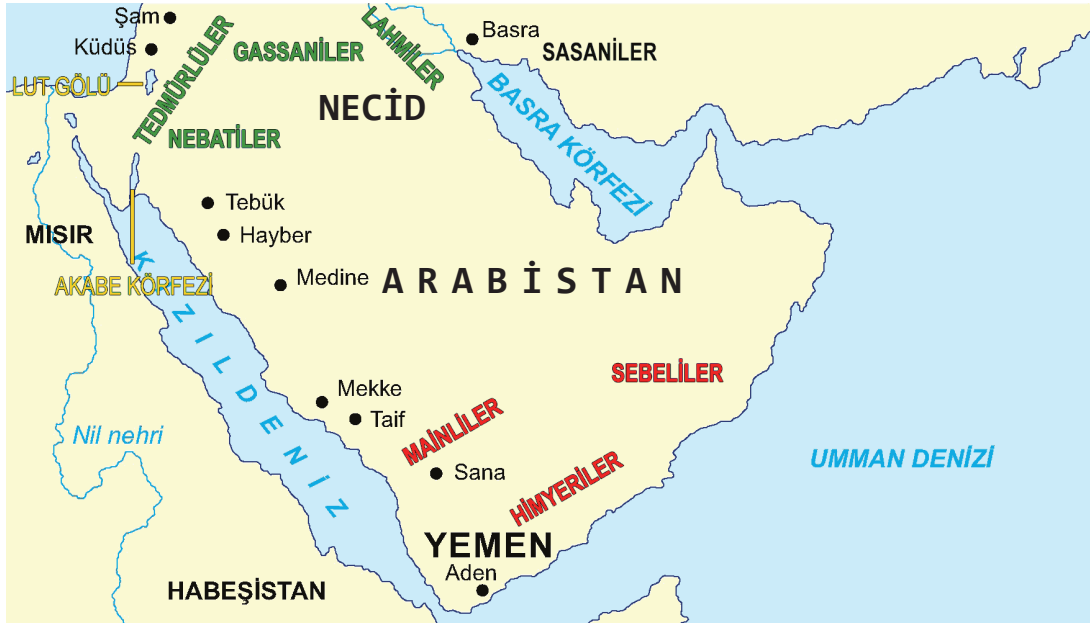 Şam
Küdüs
LUT GÖLÜ
TEDMÜRLÜLER
GASSANİLER
LAHMİLER
Basra
SASANİLER
NECİD
NEBATİLER
BASRA KÖRFEZİ
Tebük
Hayber
MISIR
AKABE KÖRFEZİ
Medine
ARABİSTAN
KIZILDENİZ
SEBELİLER
Mekke
Taif
MAİNLİLER
Nil nehri
Sana
UMMAN DENİZİ
HİMYERİLER
YEMEN
Aden
HABEŞİSTAN